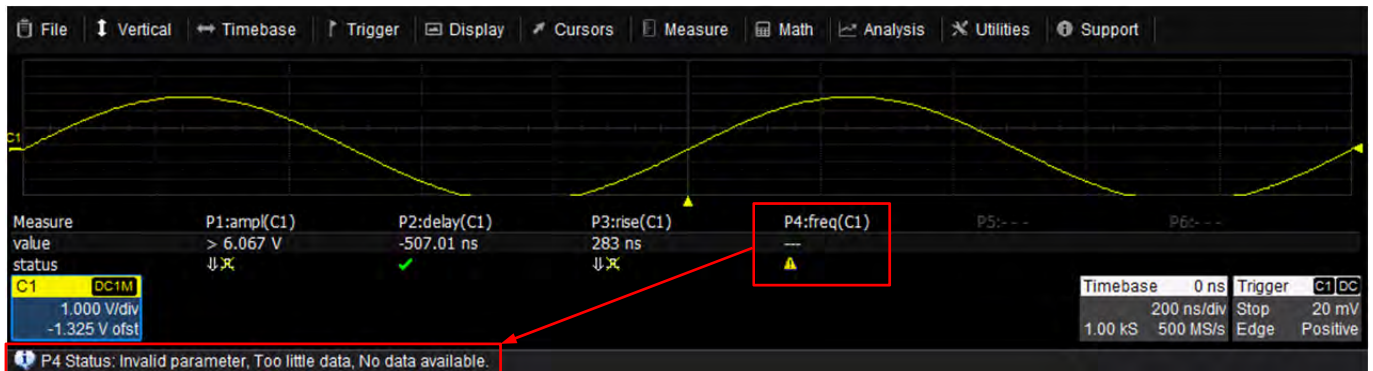 File Vertical Timebase Trigger Display Cursors Measure Math Analysis Utilities Support
C1
Measure P1:ampl(C1) P2:delay(C1) P3:rise(C1) P4:freq(C1) P5:--- P6:---
value > 6.067 V -507.01 ns 283 ns ---
status
C1 DC1M
1.000 V/div
-1.325 V ofst
Timebase 0 ns
200 ns/div
1.00 kS 500 MS/s
Trigger C1 DC
Stop 20 mV
Edge Positive
P4 Status: Invalid parameter, Too little data, No data available.